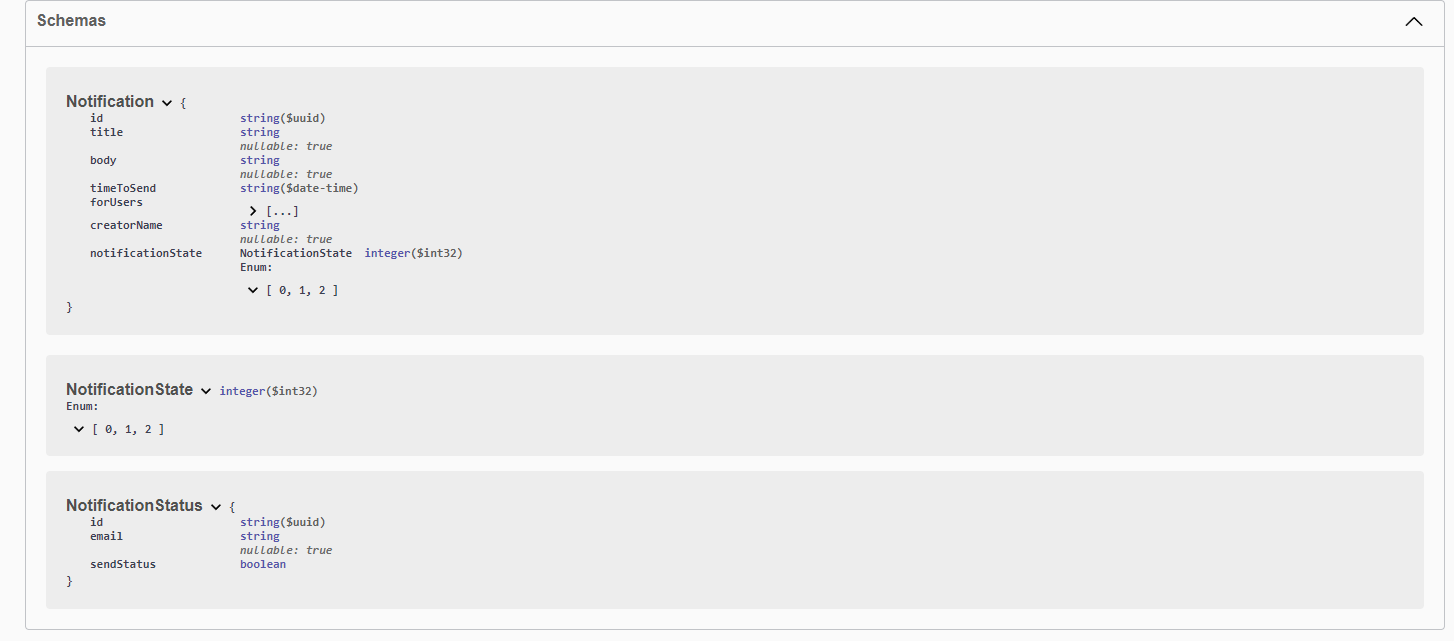 Schemas
Notification {
id string($uuid)
title string
nullable: true
body string
nullable: true
timeToSend string($date-time)
forUsers
[...]
creatorName string
nullable: true
notificationState NotificationState integer($int32)
Enum:
[ 0, 1, 2 ]
}
NotificationState integer($int32)
Enum:
[ 0, 1, 2 ]
NotificationStatus {
id string($uuid)
email string
nullable: true
sendStatus boolean
}